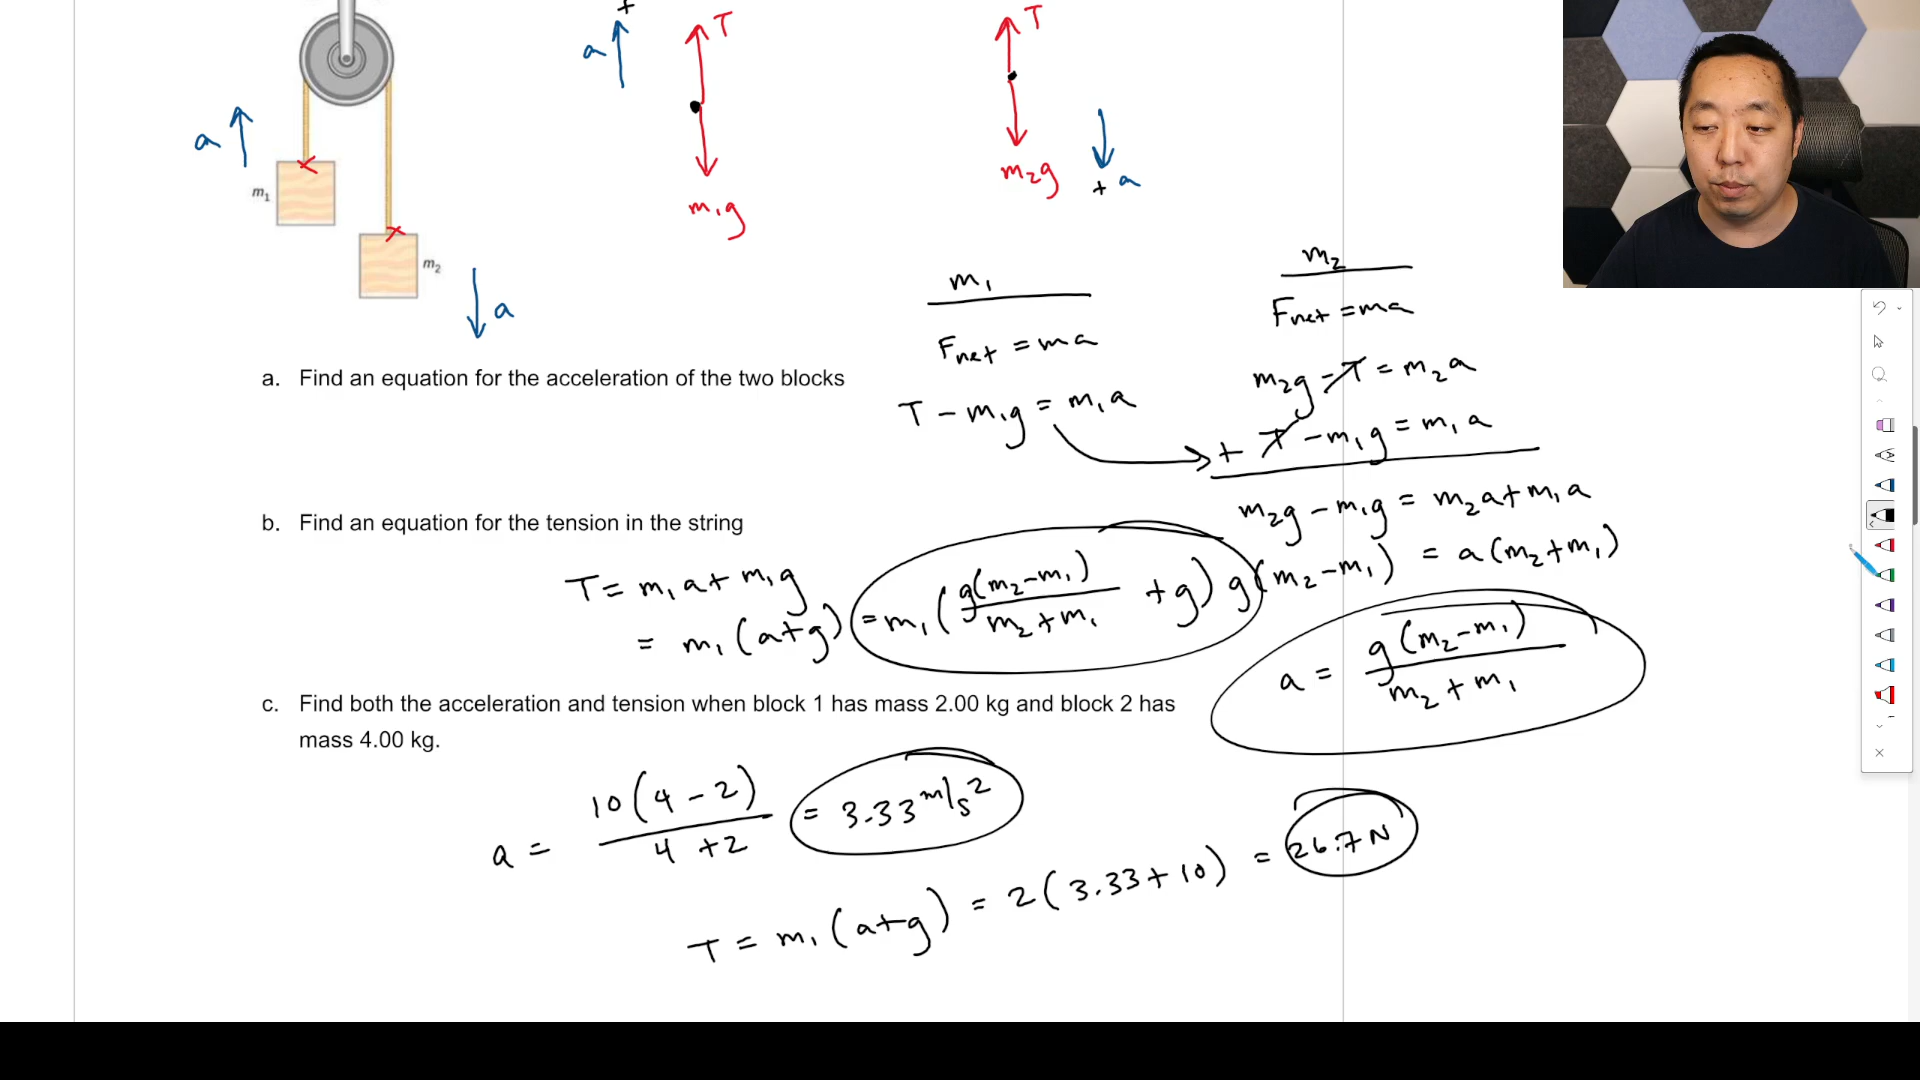 +
a
T
T
a
m₁
m₁g
m₂g
+ a
m₂
a
m₁
Fnet = ma
T - m₁g = m₁a
m₂
Fnet = ma
m₂g - T = m₂a
+ T - m₁g = m₁a
m₂g - m₁g = m₂a + m₁a
g(m₂-m₁) = a(m₂+m₁)
a = g(m₂-m₁) / m₂+m₁
a. Find an equation for the acceleration of the two blocks
b. Find an equation for the tension in the string
T = m₁a + m₁g
= m₁(a+g) = m₁(g(m₂-m₁) / m₂+m₁ + g)
c. Find both the acceleration and tension when block 1 has mass 2.00 kg and block 2 has
mass 4.00 kg.
a = 10(4-2) / 4+2 = 3.33 m/s²
T = m₁(a+g) = 2(3.33+10) = 26.7 N